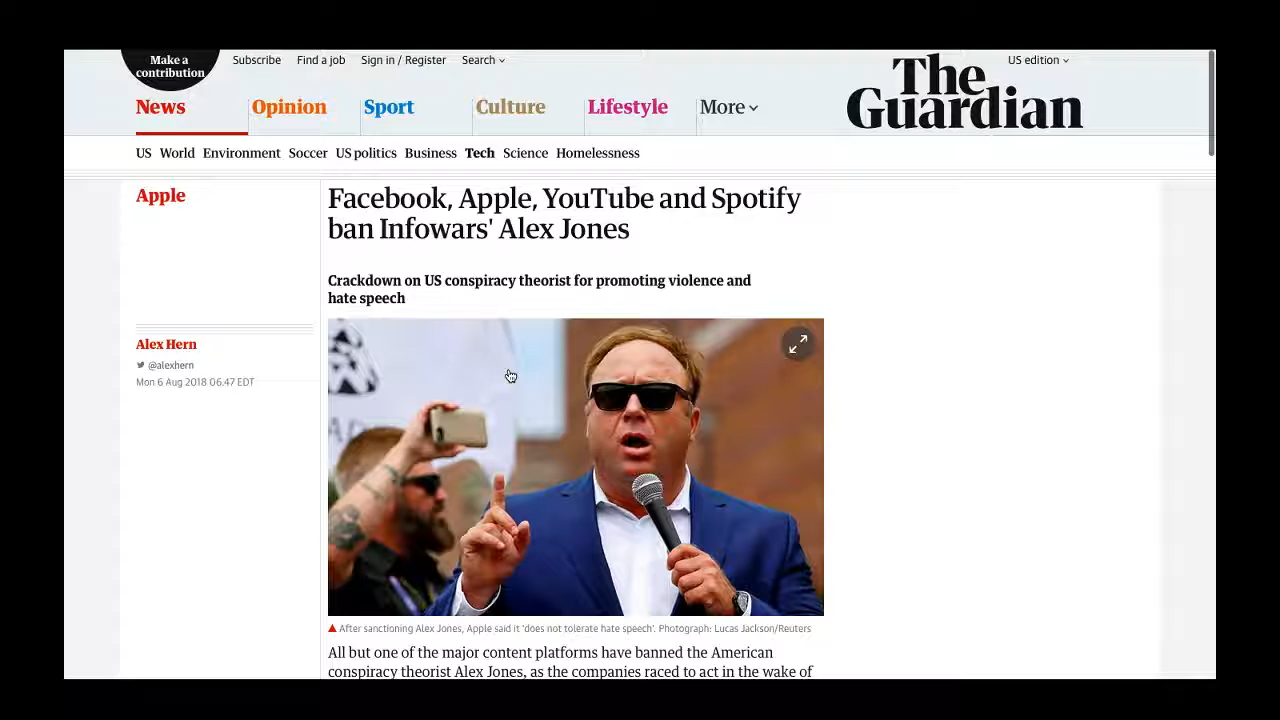 Make a
contribution
Subscribe Find a job Sign in / Register Search US edition
The
Guardian
News Opinion Sport Culture Lifestyle More
US World Environment Soccer US politics Business Tech Science Homelessness
Apple
Facebook, Apple, YouTube and Spotify
ban Infowars' Alex Jones
Crackdown on US conspiracy theorist for promoting violence and
hate speech
Alex Hern
@alexhern
Mon 6 Aug 2018 06.47 EDT
After sanctioning Alex Jones, Apple said it 'does not tolerate hate speech'. Photograph: Lucas Jackson/Reuters
All but one of the major content platforms have banned the American
conspiracy theorist Alex Jones, as the companies raced to act in the wake of